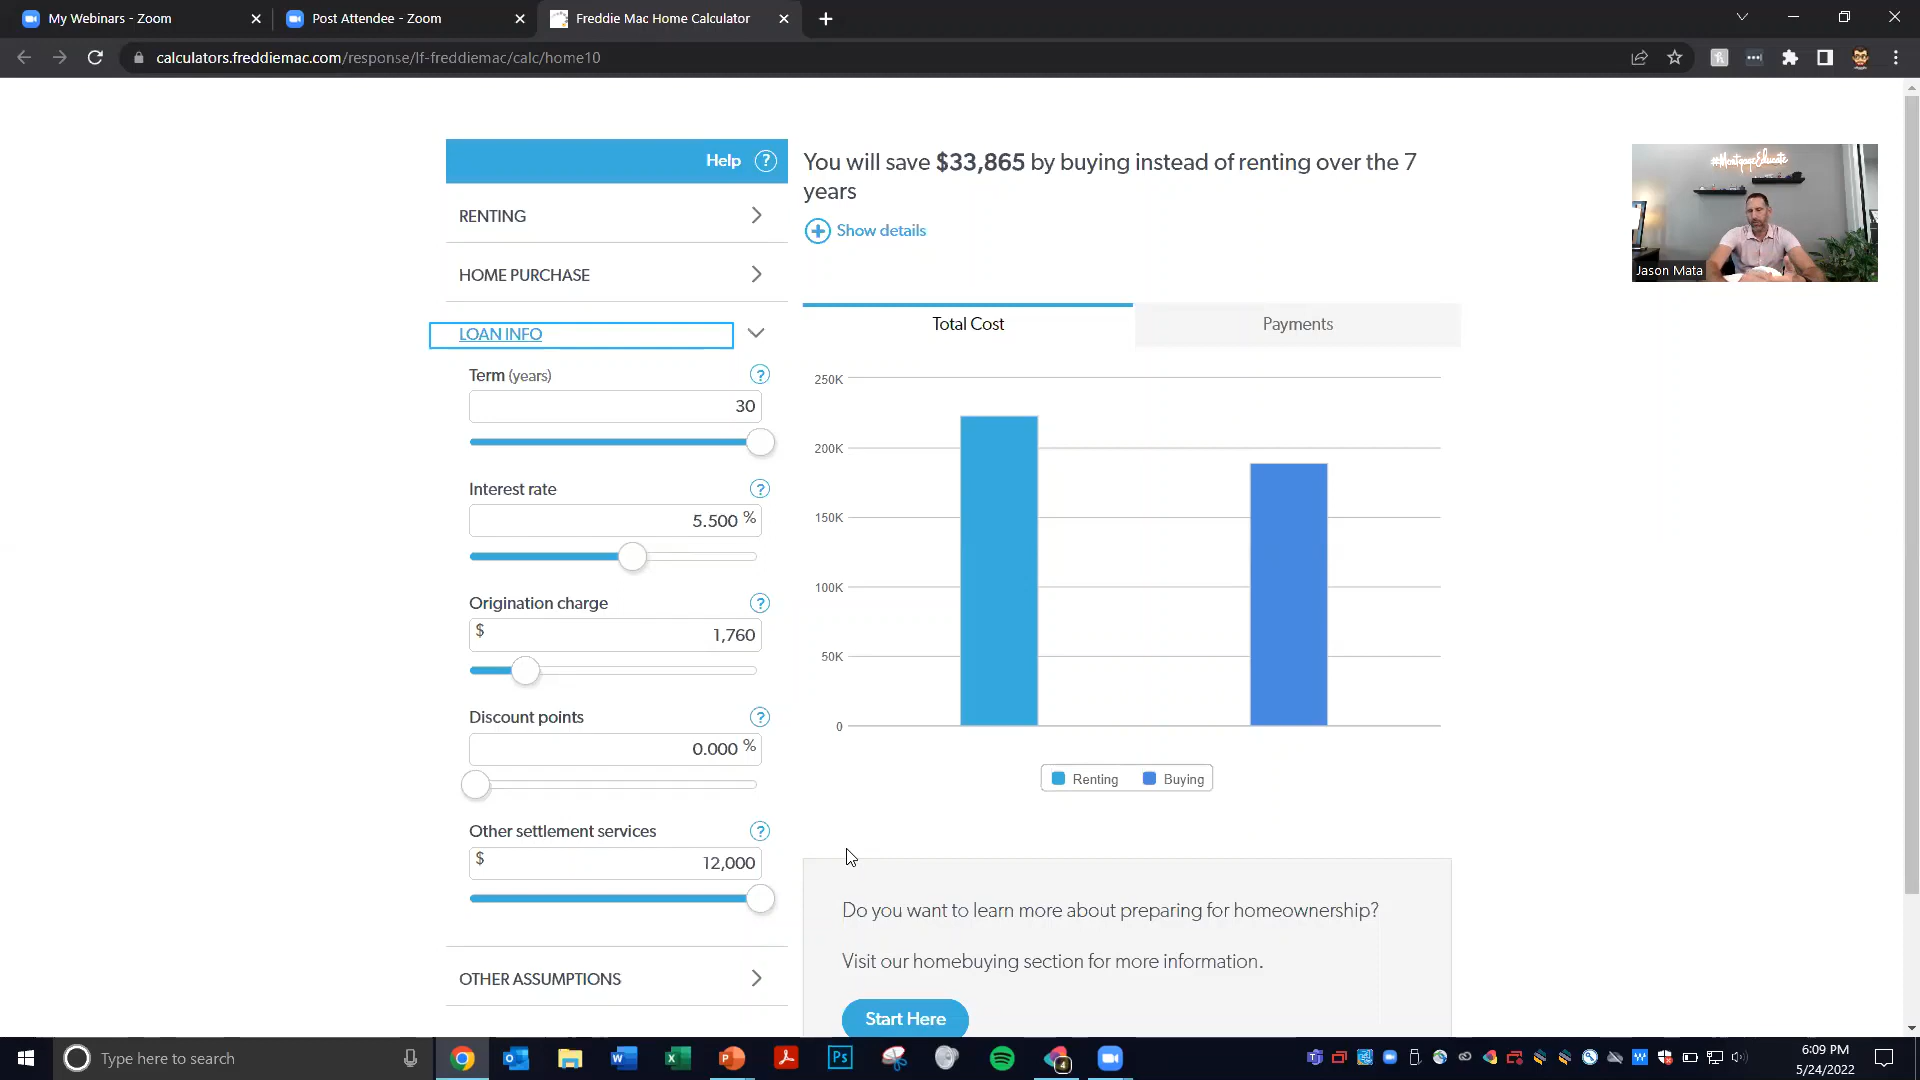 My Webinars - Zoom
Post Attendee - Zoom
Freddie Mac Home Calculator
calculators.freddiemac.com/response/lf-freddiemac/calc/home10
Help ?
RENTING
HOME PURCHASE
LOAN INFO
Term (years) ?
30
Interest rate ?
5.500 %
Origination charge ?
$ 1,760
Discount points ?
0.000 %
Other settlement services ?
$ 12,000
OTHER ASSUMPTIONS
You will save $33,865 by buying instead of renting over the 7
years
Show details
Total Cost
Payments
250K
200K
150K
100K
50K
0
Renting
Buying
Do you want to learn more about preparing for homeownership?
Visit our homebuying section for more information.
Start Here
#MortgageEducate
Jason Mata
Type here to search
Ps
4
6:09 PM
5/24/2022